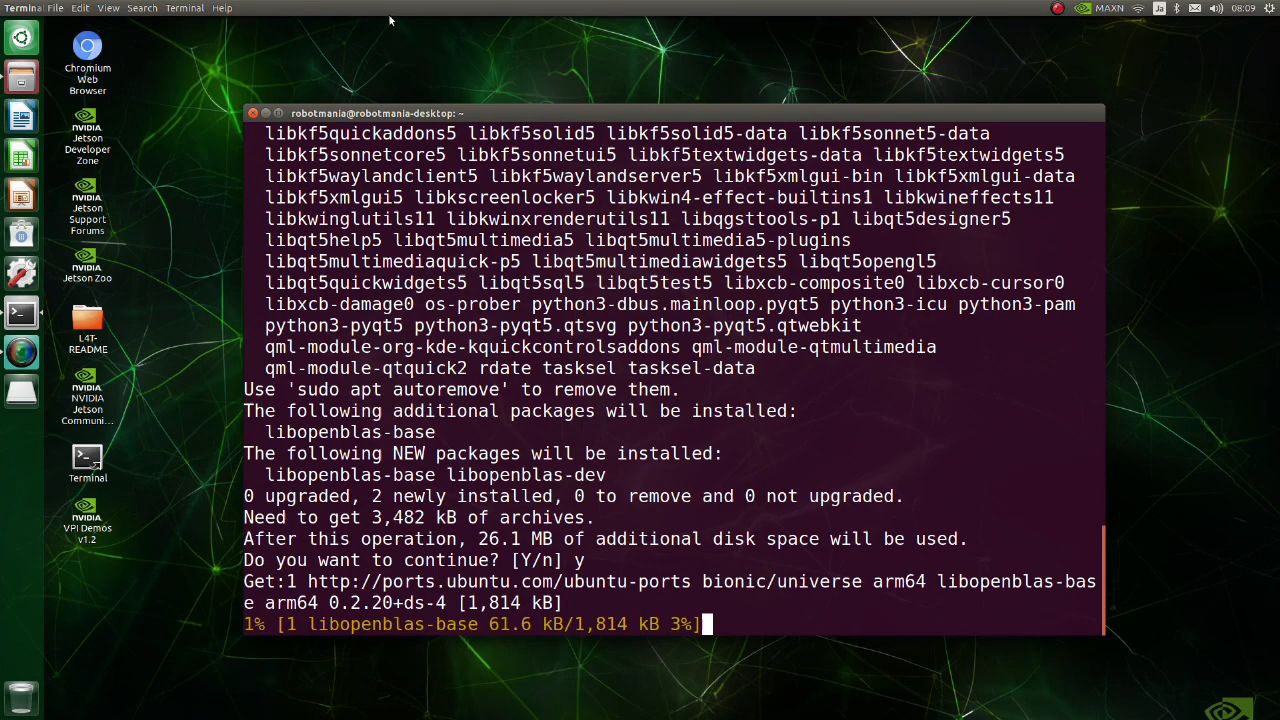 Terminal File Edit View Search Terminal Help
MAXN Ja 08:09
Chromium
Web
Browser
NVIDIA
Jetson
Developer
Zone
NVIDIA
Jetson
Support
Forums
NVIDIA
Jetson Zoo
L4T-
README
NVIDIA
NVIDIA
Jetson
Communi...
Terminal
NVIDIA
VPI Demos
v1.2
robotmania@robotmania-desktop: ~
libkf5quickaddons5 libkf5solid5 libkf5solid5-data libkf5sonnet5-data
libkf5sonnetcore5 libkf5sonnetui5 libkf5textwidgets-data libkf5textwidgets5
libkf5waylandclient5 libkf5waylandserver5 libkf5xmlgui-bin libkf5xmlgui-data
libkf5xmlgui5 libkscreenlocker5 libkwin4-effect-builtins1 libkwineffects11
libkwinglutils11 libkwinxrenderutils11 libqgsttools-p1 libqt5designer5
libqt5help5 libqt5multimedia5 libqt5multimedia5-plugins
libqt5multimediaquick-p5 libqt5multimediawidgets5 libqt5opengl5
libqt5quickwidgets5 libqt5sql5 libqt5test5 libxcb-composite0 libxcb-cursor0
libxcb-damage0 os-prober python3-dbus.mainloop.pyqt5 python3-icu python3-pam
python3-pyqt5 python3-pyqt5.qtsvg python3-pyqt5.qtwebkit
qml-module-org-kde-kquickcontrolsaddons qml-module-qtmultimedia
qml-module-qtquick2 rdate tasksel tasksel-data
Use 'sudo apt autoremove' to remove them.
The following additional packages will be installed:
libopenblas-base
The following NEW packages will be installed:
libopenblas-base libopenblas-dev
0 upgraded, 2 newly installed, 0 to remove and 0 not upgraded.
Need to get 3,482 kB of archives.
After this operation, 26.1 MB of additional disk space will be used.
Do you want to continue? [Y/n] y
Get:1 http://ports.ubuntu.com/ubuntu-ports bionic/universe arm64 libopenblas-bas
e arm64 0.2.20+ds-4 [1,814 kB]
1% [1 libopenblas-base 61.6 kB/1,814 kB 3%]